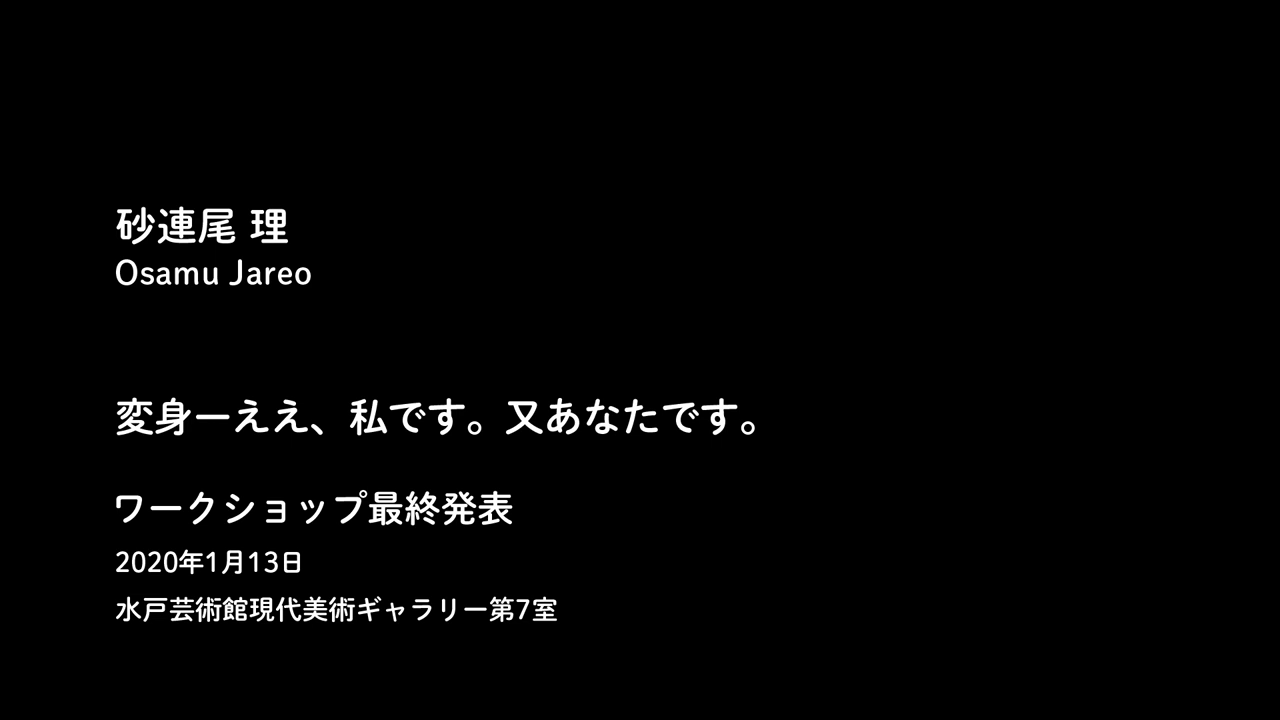 砂連尾 理
Osamu Jareo
変身ーええ、私です。又あなたです。
ワークショップ最終発表
2020年1月13日
水戸芸術館現代美術ギャラリー第7室